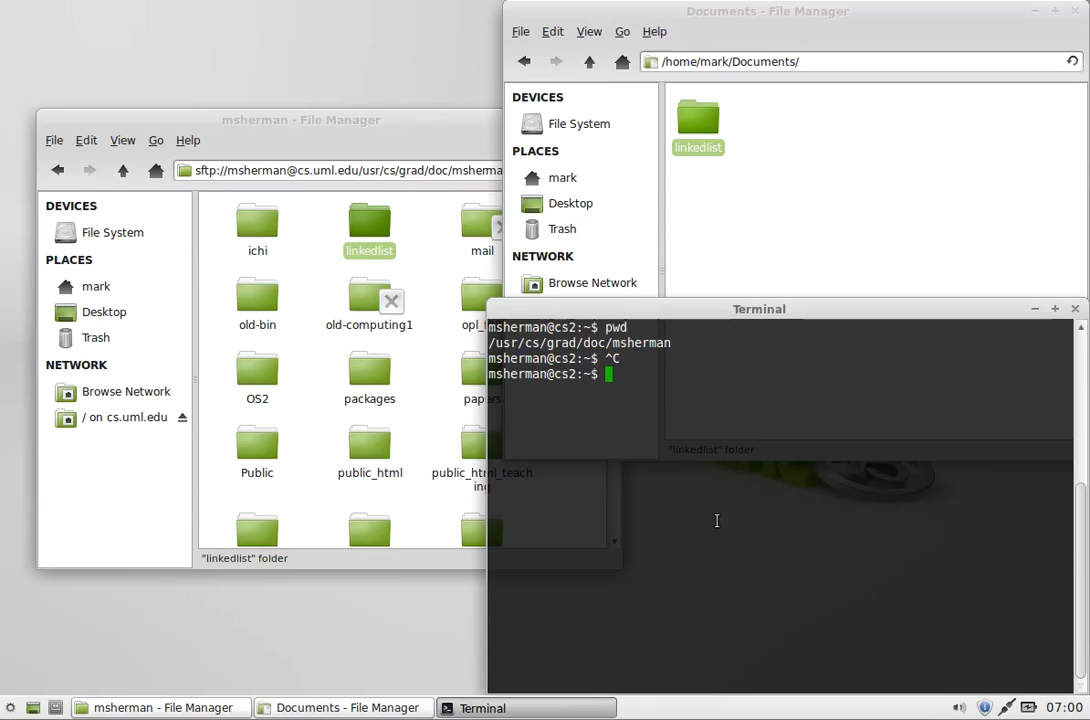 Documents - File Manager
File Edit View Go Help
/home/mark/Documents/
DEVICES
File System
PLACES
mark
Desktop
Trash
NETWORK
Browse Network
linkedlist
msherman - File Manager
File Edit View Go Help
sftp://msherman@cs.uml.edu/usr/cs/grad/doc/msherma
DEVICES
File System
PLACES
mark
Desktop
Trash
NETWORK
Browse Network
/ on cs.uml.edu
ichi
linkedlist
mail
old-bin
old-computing1
opl_f
OS2
packages
papers
Public
public_html
public_html_teach
ing
"linkedlist" folder
Terminal
msherman@cs2:~$ pwd
/usr/cs/grad/doc/msherman
msherman@cs2:~$ ^C
msherman@cs2:~$
"linkedlist" folder
msherman - File Manager
Documents - File Manager
Terminal
07:00